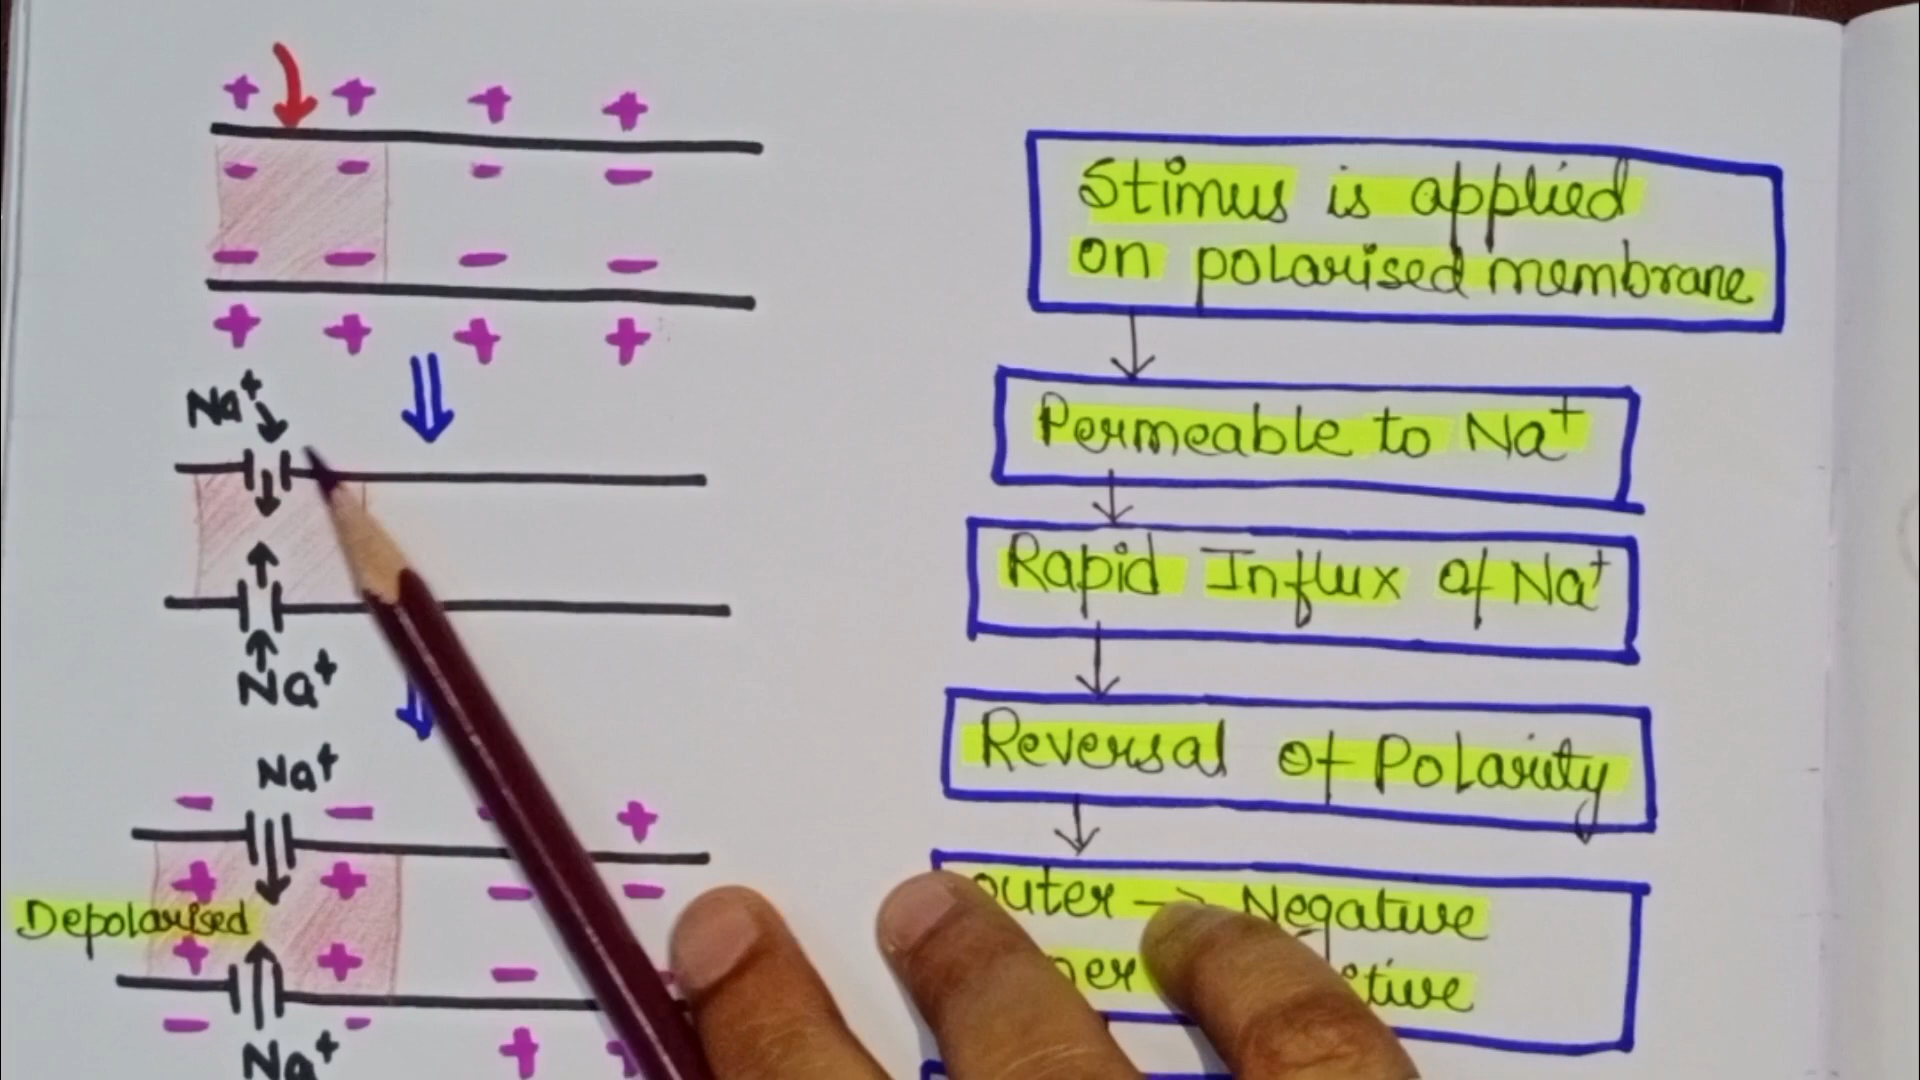 Na+
Na+
Na+
Depolarised
Na+
Stimus is applied
on polarised membrane
Permeable to Na+
Rapid Influx of Na+
Reversal of Polarity
outer -> Negative